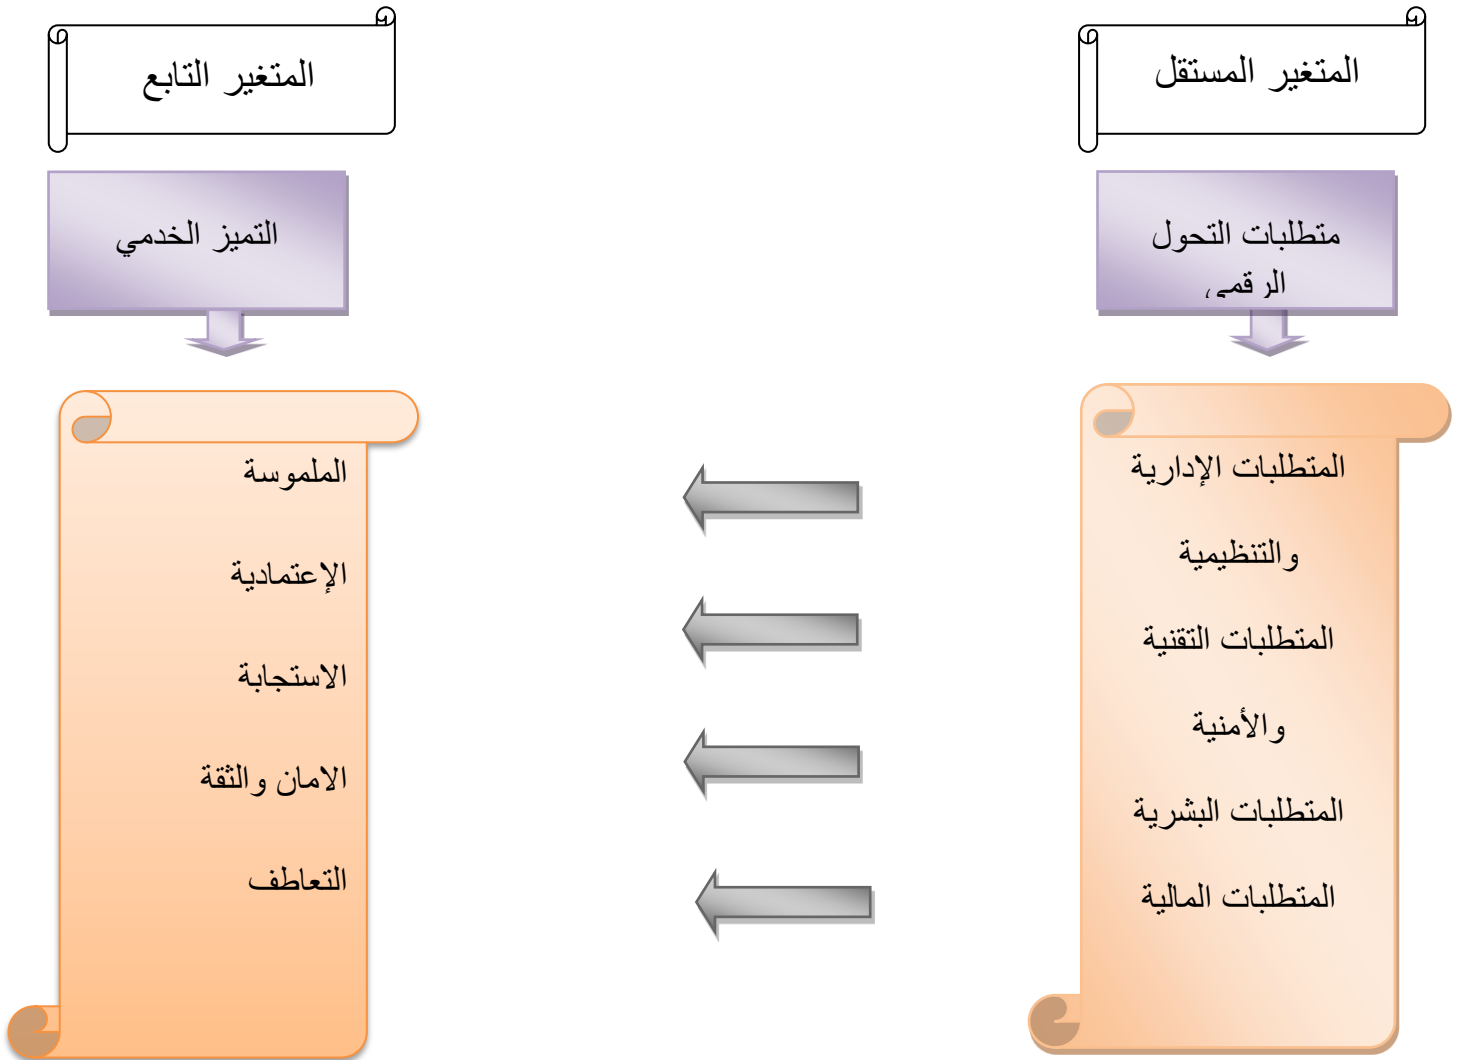 المتغير المستقل
المتغير التابع
متطلبات التحول
الرقمي
التميز الخدمي
المتطلبات الإدارية
والتنظيمية
المتطلبات التقنية
والأمنية
المتطلبات البشرية
المتطلبات المالية
الملموسة
الإعتمادية
الاستجابة
الامان والثقة
التعاطف